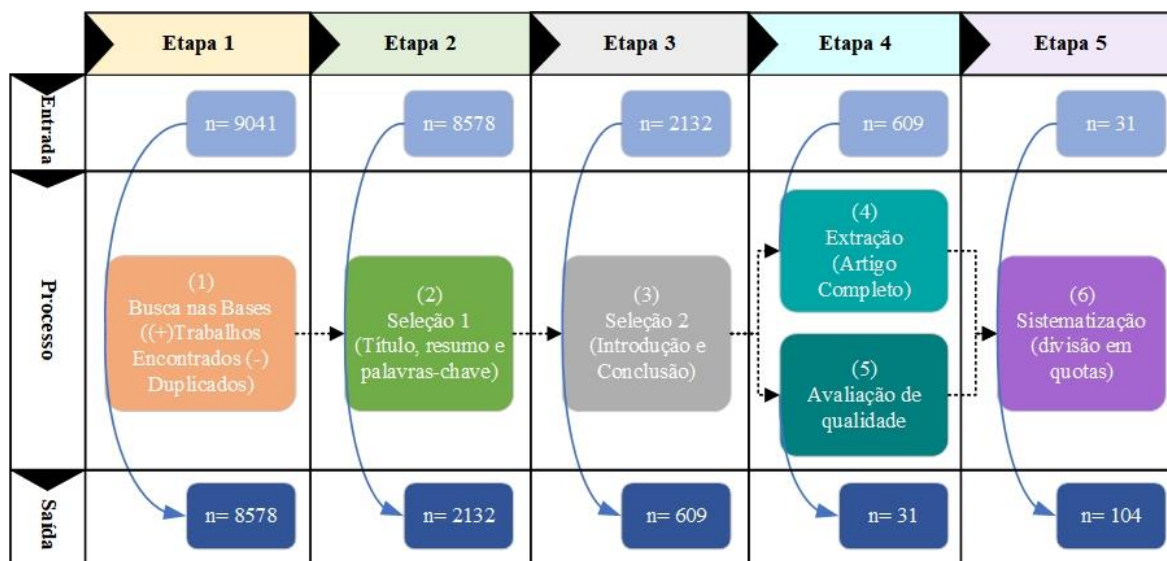 Etapa 1
Etapa 2
Etapa 3
Etapa 4
Etapa 5
Entrada
n= 9041
n= 8578
n= 2132
n= 609
n= 31
Processo
(1)
Busca nas Bases
((+)Trabalhos
Encontrados (-)
Duplicados)
(2)
Seleção 1
(Título, resumo e
palavras-chave)
(3)
Seleção 2
(Introdução e
Conclusão)
(4)
Extração
(Artigo
Completo)
(5)
Avaliação de
qualidade
(6)
Sistematização
(divisão em
quotas)
Saída
n= 8578
n= 2132
n= 609
n= 31
n= 104